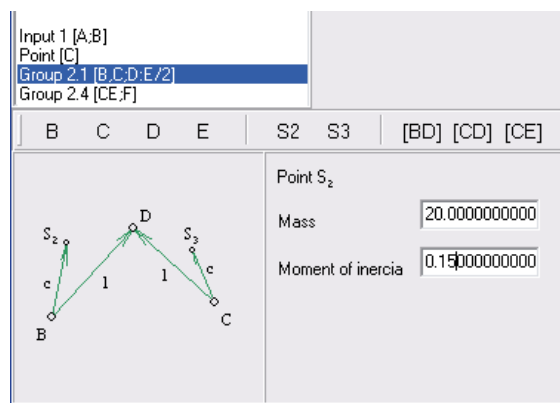 Input 1 [A;B]
Point [C]
Group 2.1 [B,C;D:E/2]
Group 2.4 [CE;F]
B C D E S2 S3 [BD] [CD] [CE]
Point S₂
Mass 20.0000000000
Moment of inercia 0.15000000000
D
S₂ S₃
c l l c
B C